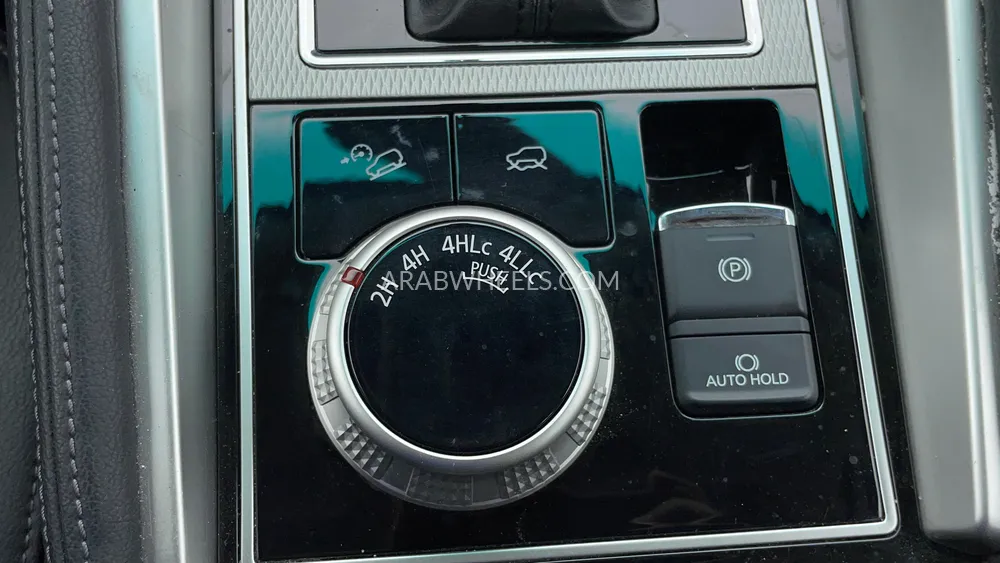 2H 4H 4HLc 4LLc
PUSH
ARABWHEELS.COM
P
AUTO HOLD